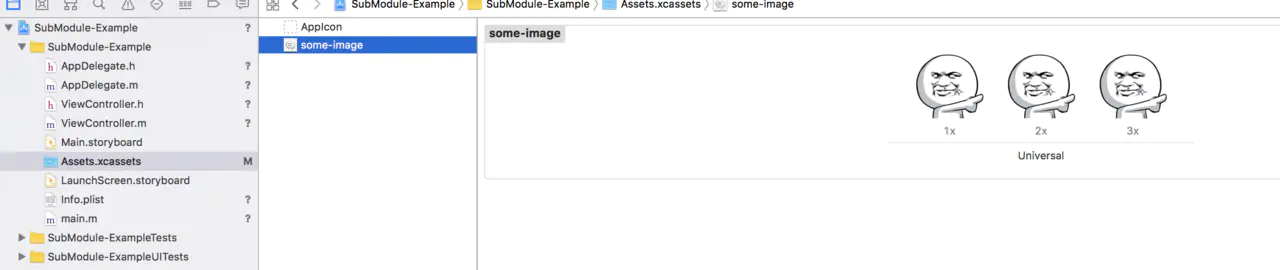 SubModule-Example 〉 SubModule-Example 〉 Assets.xcassets 〉 some-image
SubModule-Example ?
SubModule-Example
h AppDelegate.h ?
m AppDelegate.m ?
h ViewController.h ?
m ViewController.m ?
Main.storyboard
Assets.xcassets M
LaunchScreen.storyboard
Info.plist ?
m main.m ?
SubModule-ExampleTests
SubModule-ExampleUITests
AppIcon
some-image
some-image
1x 2x 3x
Universal